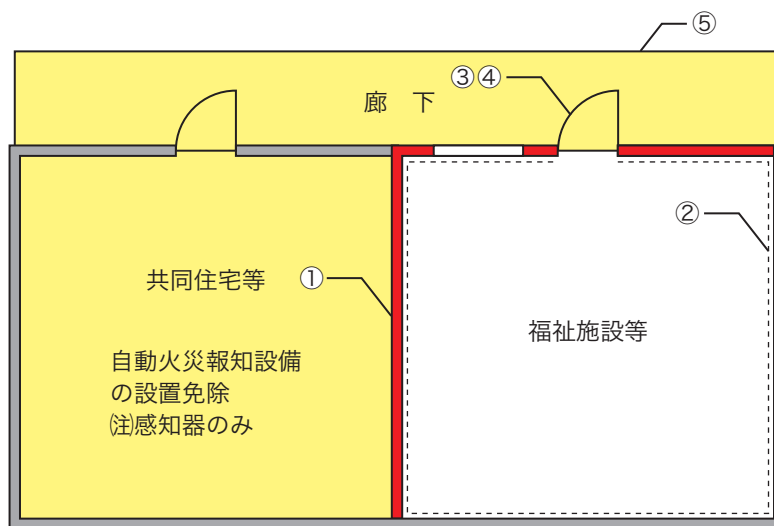 ⑤
③④
廊 下
②
共同住宅等
①
福祉施設等
自動火災報知設備
の設置免除
㊟感知器のみ